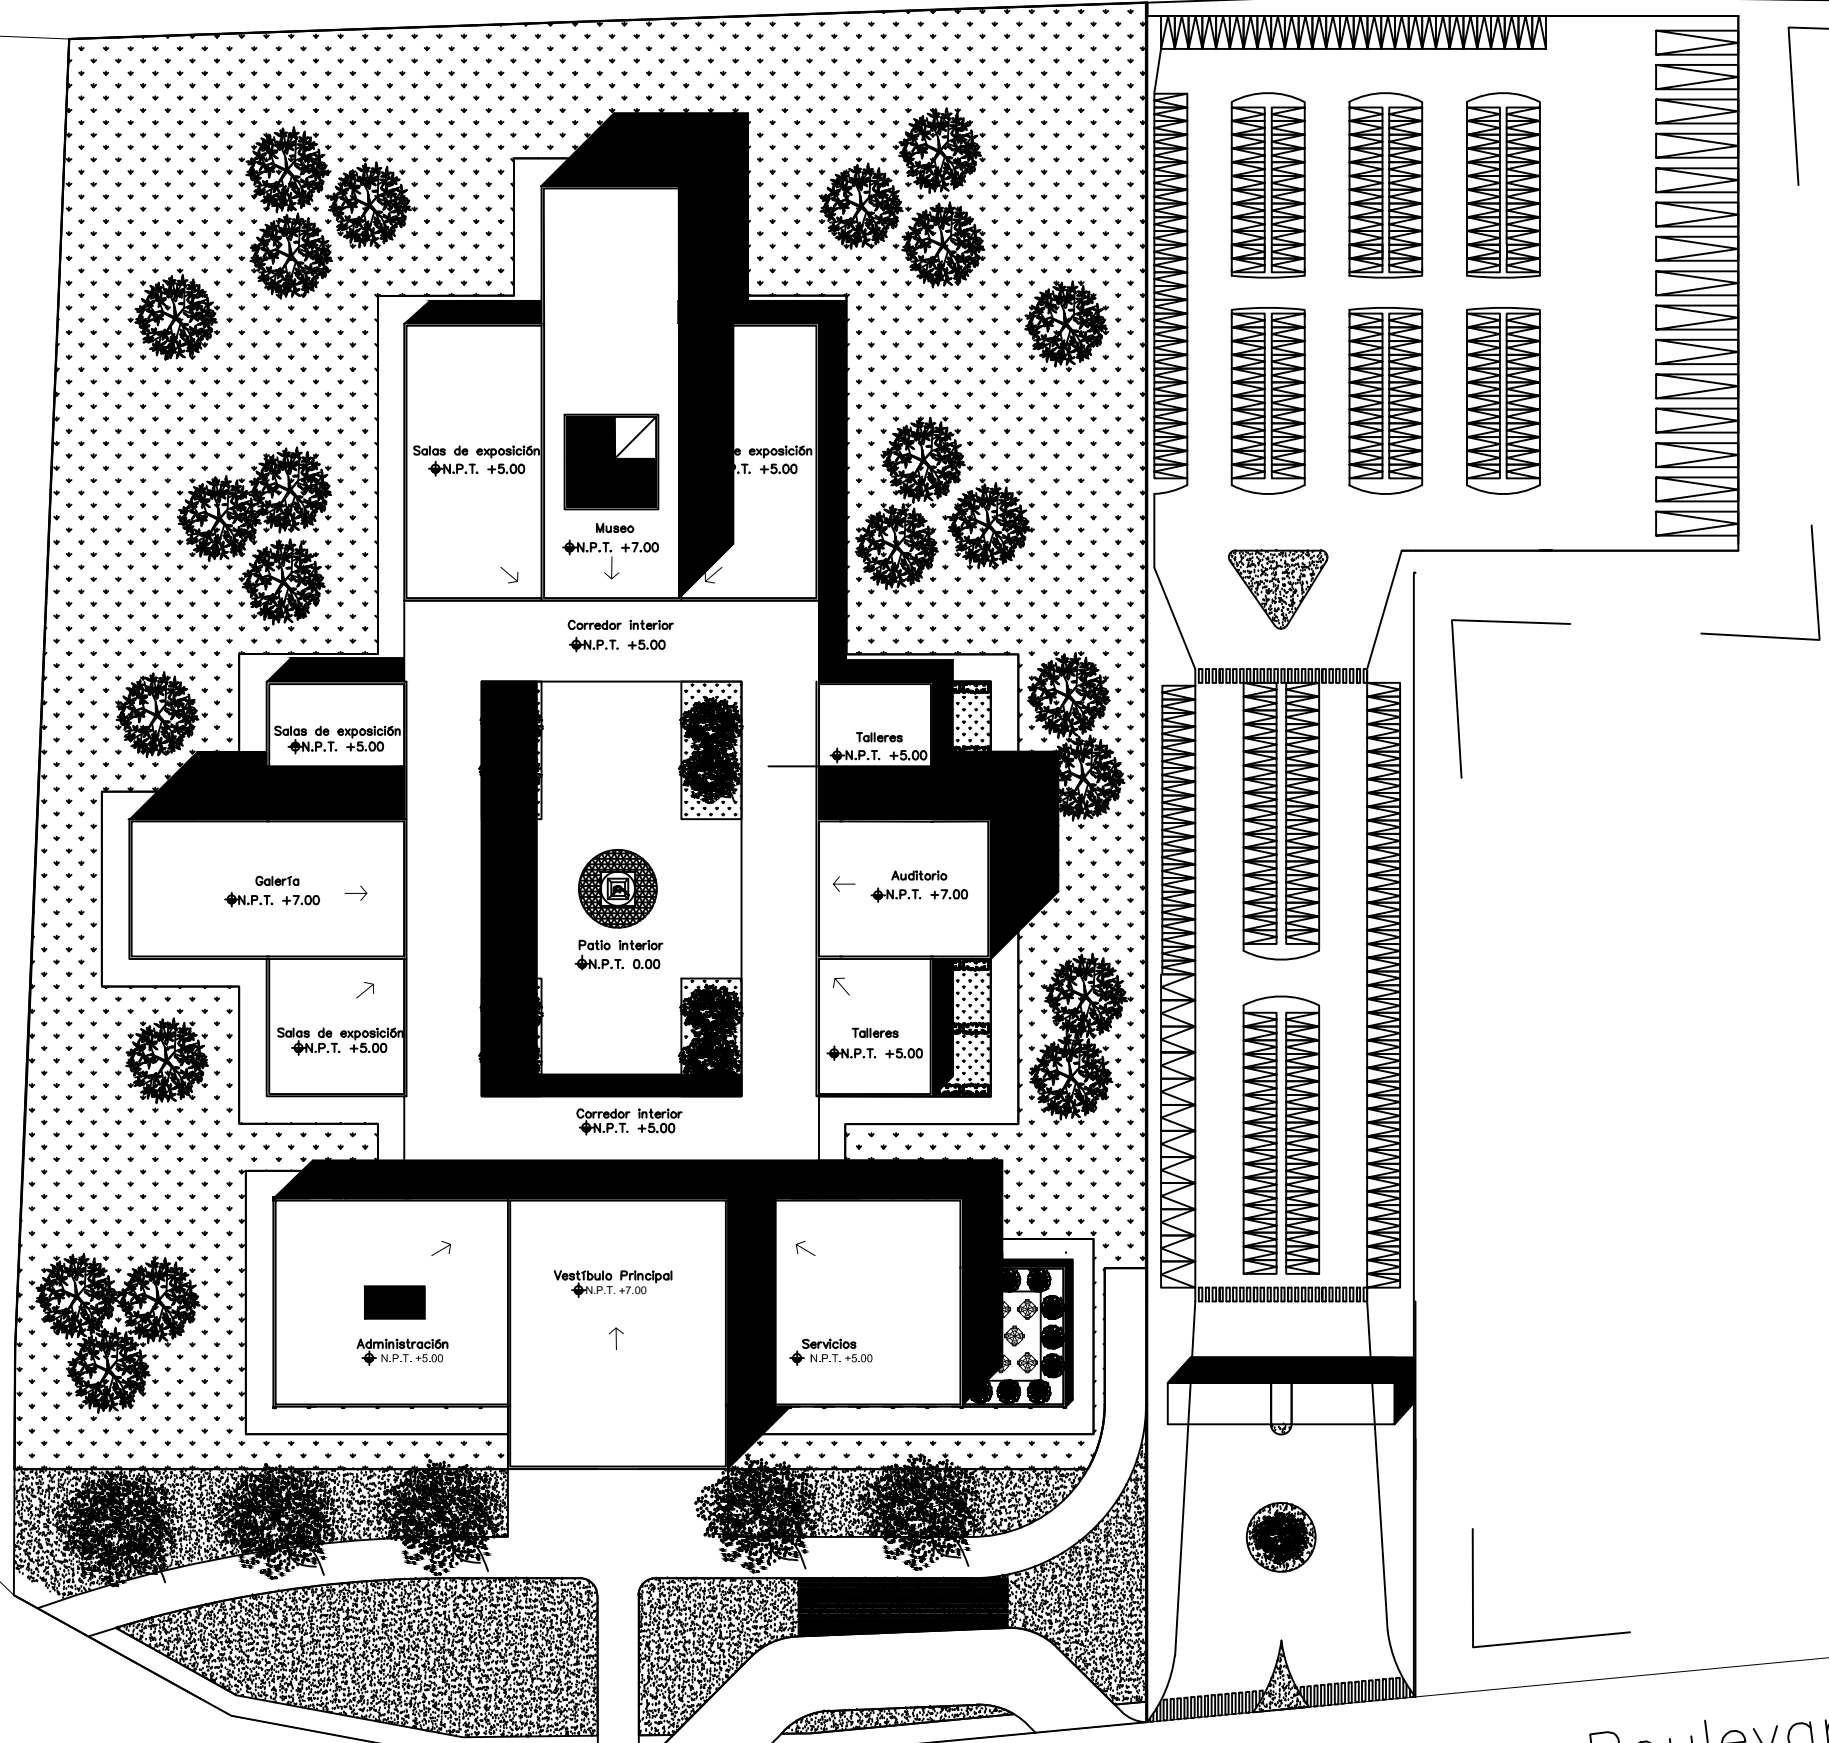 Salas de exposición
N.P.T. +5.00
e exposición
P.T. +5.00
Museo
N.P.T. +7.00
Corredor interior
N.P.T. +5.00
Salas de exposición
N.P.T. +5.00
Talleres
N.P.T. +5.00
Galería
N.P.T. +7.00
Auditorio
N.P.T. +7.00
Patio interior
N.P.T. 0.00
Salas de exposición
N.P.T. +5.00
Talleres
N.P.T. +5.00
Corredor interior
N.P.T. +5.00
Vestíbulo Principal
N.P.T. +7.00
Administración
N.P.T. +5.00
Servicios
N.P.T. +5.00